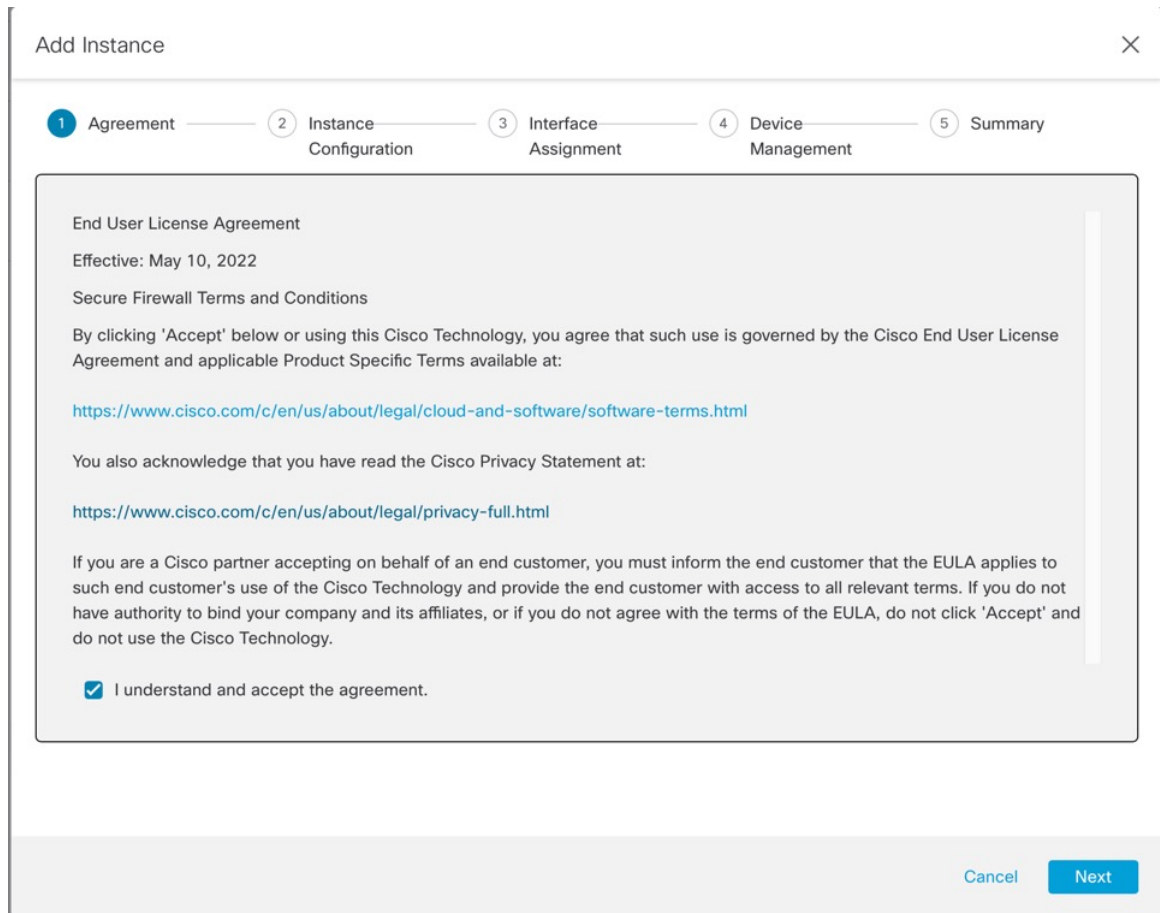 Add Instance
1 Agreement 2 Instance Configuration 3 Interface Assignment 4 Device Management 5 Summary
End User License Agreement
Effective: May 10, 2022
Secure Firewall Terms and Conditions
By clicking 'Accept' below or using this Cisco Technology, you agree that such use is governed by the Cisco End User License
Agreement and applicable Product Specific Terms available at:
https://www.cisco.com/c/en/us/about/legal/cloud-and-software/software-terms.html
You also acknowledge that you have read the Cisco Privacy Statement at:
https://www.cisco.com/c/en/us/about/legal/privacy-full.html
If you are a Cisco partner accepting on behalf of an end customer, you must inform the end customer that the EULA applies to
such end customer's use of the Cisco Technology and provide the end customer with access to all relevant terms. If you do not
have authority to bind your company and its affiliates, or if you do not agree with the terms of the EULA, do not click 'Accept' and
do not use the Cisco Technology.
I understand and accept the agreement.
Cancel Next